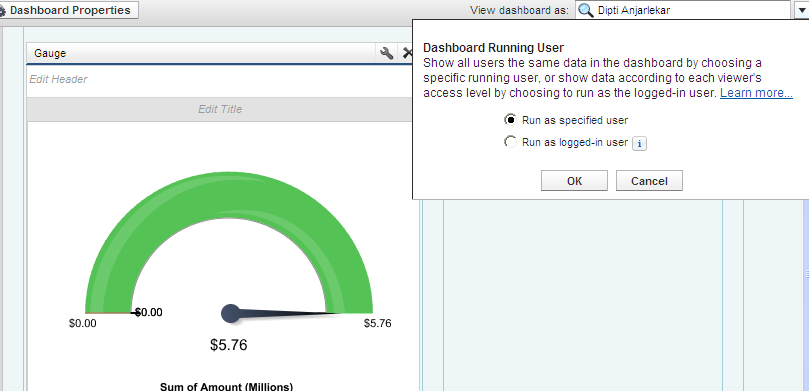 Dashboard Properties
View dashboard as: Dipti Anjarlekar
Gauge
Edit Header
Edit Title
Dashboard Running User
Show all users the same data in the dashboard by choosing a
specific running user, or show data according to each viewer's
access level by choosing to run as the logged-in user. Learn more...
Run as specified user
Run as logged-in user i
OK Cancel
$0.00
$0.00 $5.76
$5.76
Sum of Amount (Millions)